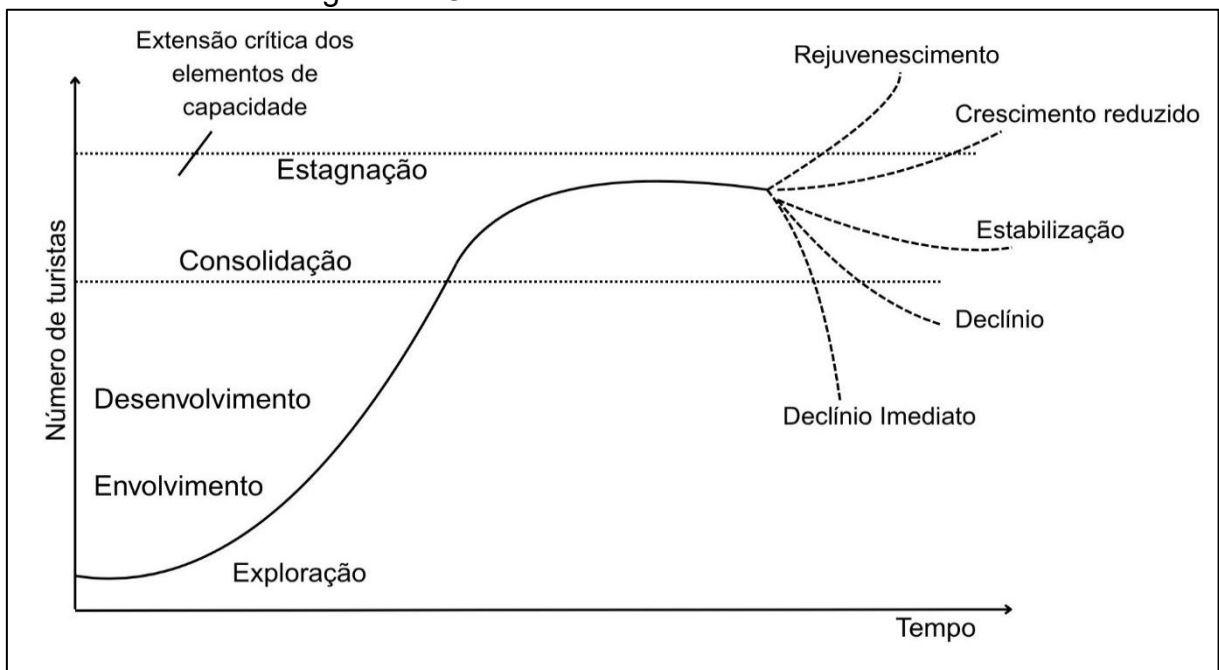 Extensão crítica dos
elementos de
capacidade
Rejuvenescimento
Crescimento reduzido
Estagnação
Estabilização
Consolidação
Número de turistas
Declínio
Desenvolvimento
Declínio Imediato
Envolvimento
Exploração
Tempo